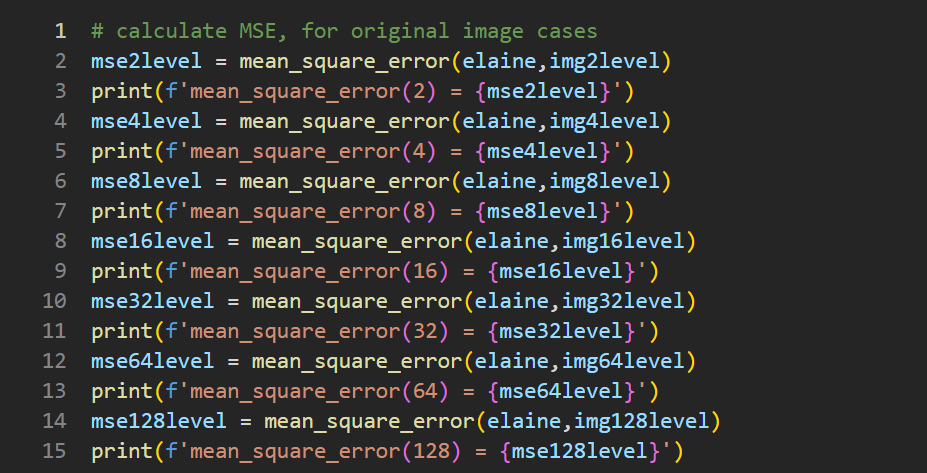 1 # calculate MSE, for original image cases
2 mse2level = mean_square_error(elaine,img2level)
3 print(f'mean_square_error(2) = {mse2level}')
4 mse4level = mean_square_error(elaine,img4level)
5 print(f'mean_square_error(4) = {mse4level}')
6 mse8level = mean_square_error(elaine,img8level)
7 print(f'mean_square_error(8) = {mse8level}')
8 mse16level = mean_square_error(elaine,img16level)
9 print(f'mean_square_error(16) = {mse16level}')
10 mse32level = mean_square_error(elaine,img32level)
11 print(f'mean_square_error(32) = {mse32level}')
12 mse64level = mean_square_error(elaine,img64level)
13 print(f'mean_square_error(64) = {mse64level}')
14 mse128level = mean_square_error(elaine,img128level)
15 print(f'mean_square_error(128) = {mse128level}')